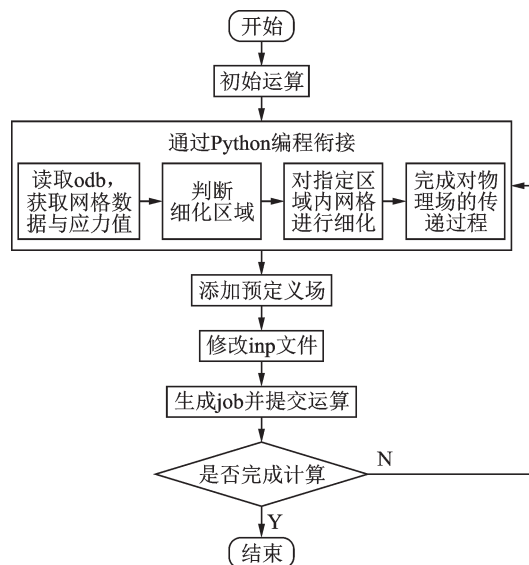 开始
初始运算
通过Python编程衔接
读取odb，
获取网格数
据与应力值
判断
细化区域
对指定区
域内网格
进行细化
完成对物
理场的传
递过程
添加预定义场
修改inp文件
生成job并提交运算
是否完成计算
N
Y
结束